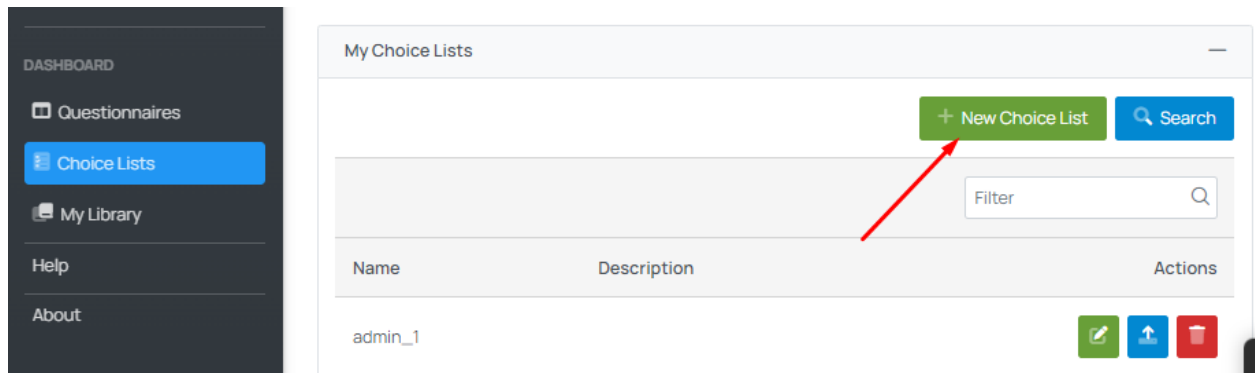 DASHBOARD
Questionnaires
Choice Lists
My Library
Help
About
My Choice Lists
New Choice List
Search
Filter
Name Description Actions
admin_1